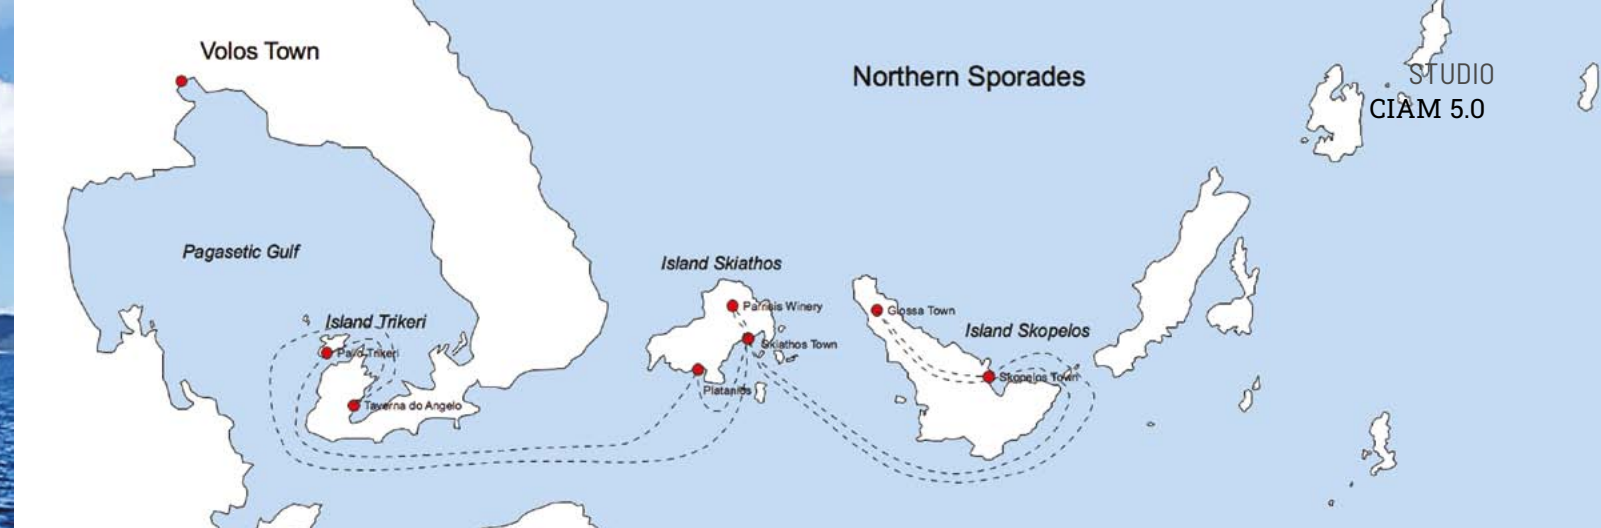 Volos Town
Northern Sporades
STUDIO
CIAM 5.0
Pagasetic Gulf
Island Skiathos
Parissis Winery
Glossa Town
Island Trikeri
Island Skopelos
Skiathos Town
Palio Trikeri
Skopelos Town
Platanias
Taverna do Angelo